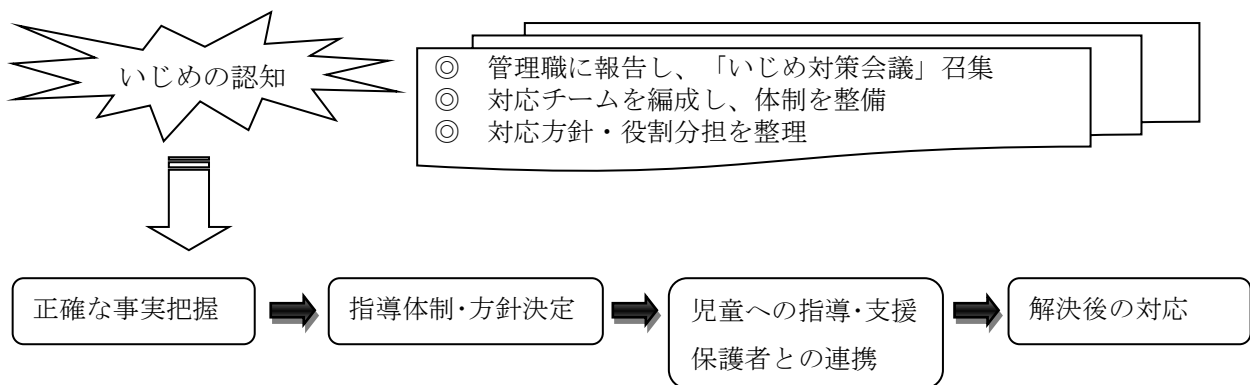 いじめの認知
◎ 管理職に報告し、「いじめ対策会議」召集
◎ 対応チームを編成し、体制を整備
◎ 対応方針・役割分担を整理
正確な事実把握
指導体制・方針決定
児童への指導・支援
保護者との連携
解決後の対応